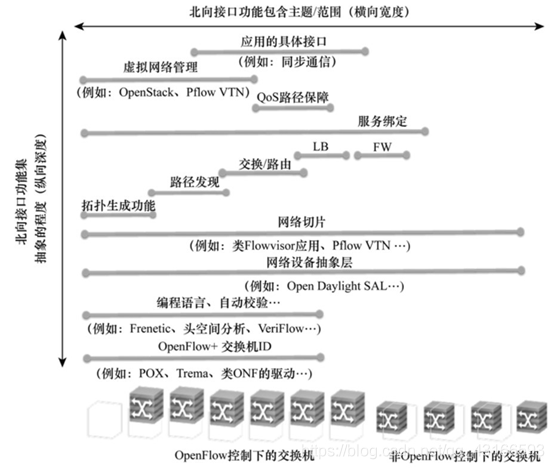 北向接口功能包含主题/范围（横向宽度）
北向接口功能集
抽象的程度（纵向深度）
应用的具体接口
（例如：同步通信）
虚拟网络管理
（例如：OpenStack、Pflow VTN）
QoS路径保障
服务绑定
LB
FW
交换/路由
路径发现
拓扑生成功能
网络切片
（例如：类Flowvisor应用、Pflow VTN …）
网络设备抽象层
（例如：Open Daylight SAL…）
编程语言、自动校验…
（例如：Frenetic、头空间分析、VeriFlow…）
OpenFlow+ 交换机ID
（例如：POX、Trema、类ONF的驱动…）
OpenFlow控制下的交换机
非OpenFlow控制下的交换机